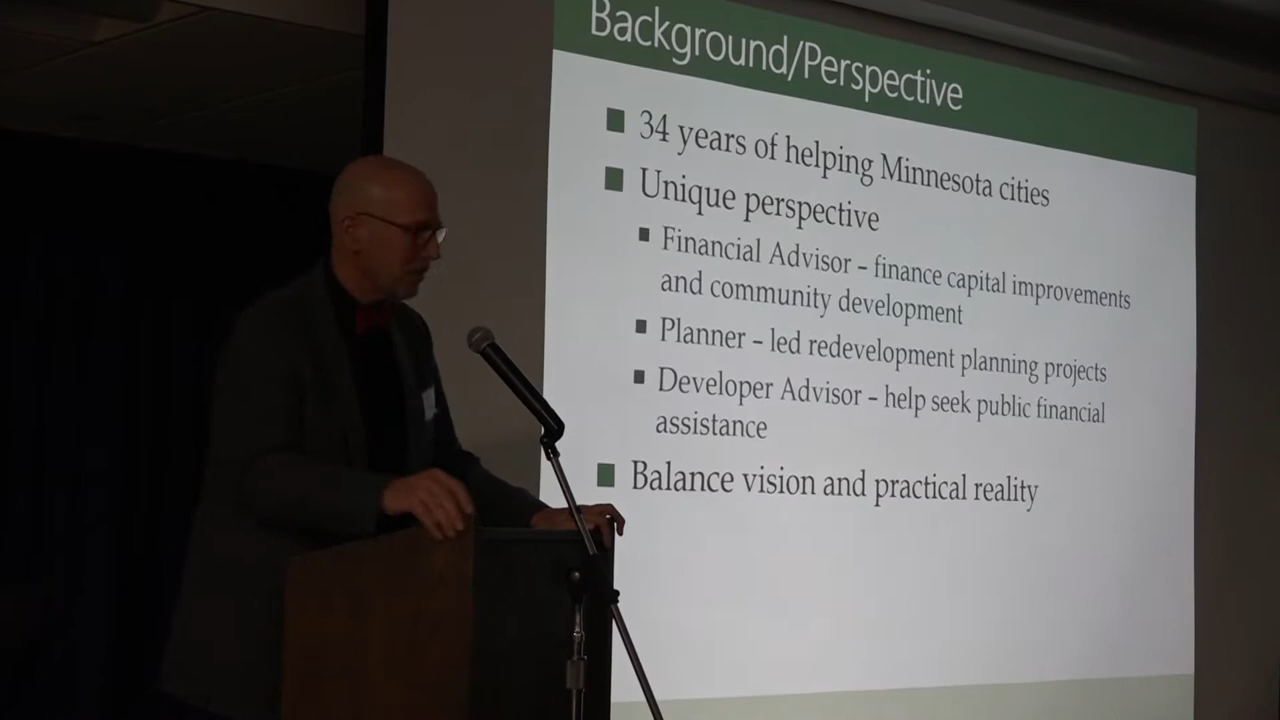 Background/Perspective
34 years of helping Minnesota cities
Unique perspective
Financial Advisor – finance capital improvements
and community development
Planner – led redevelopment planning projects
Developer Advisor – help seek public financial
assistance
Balance vision and practical reality